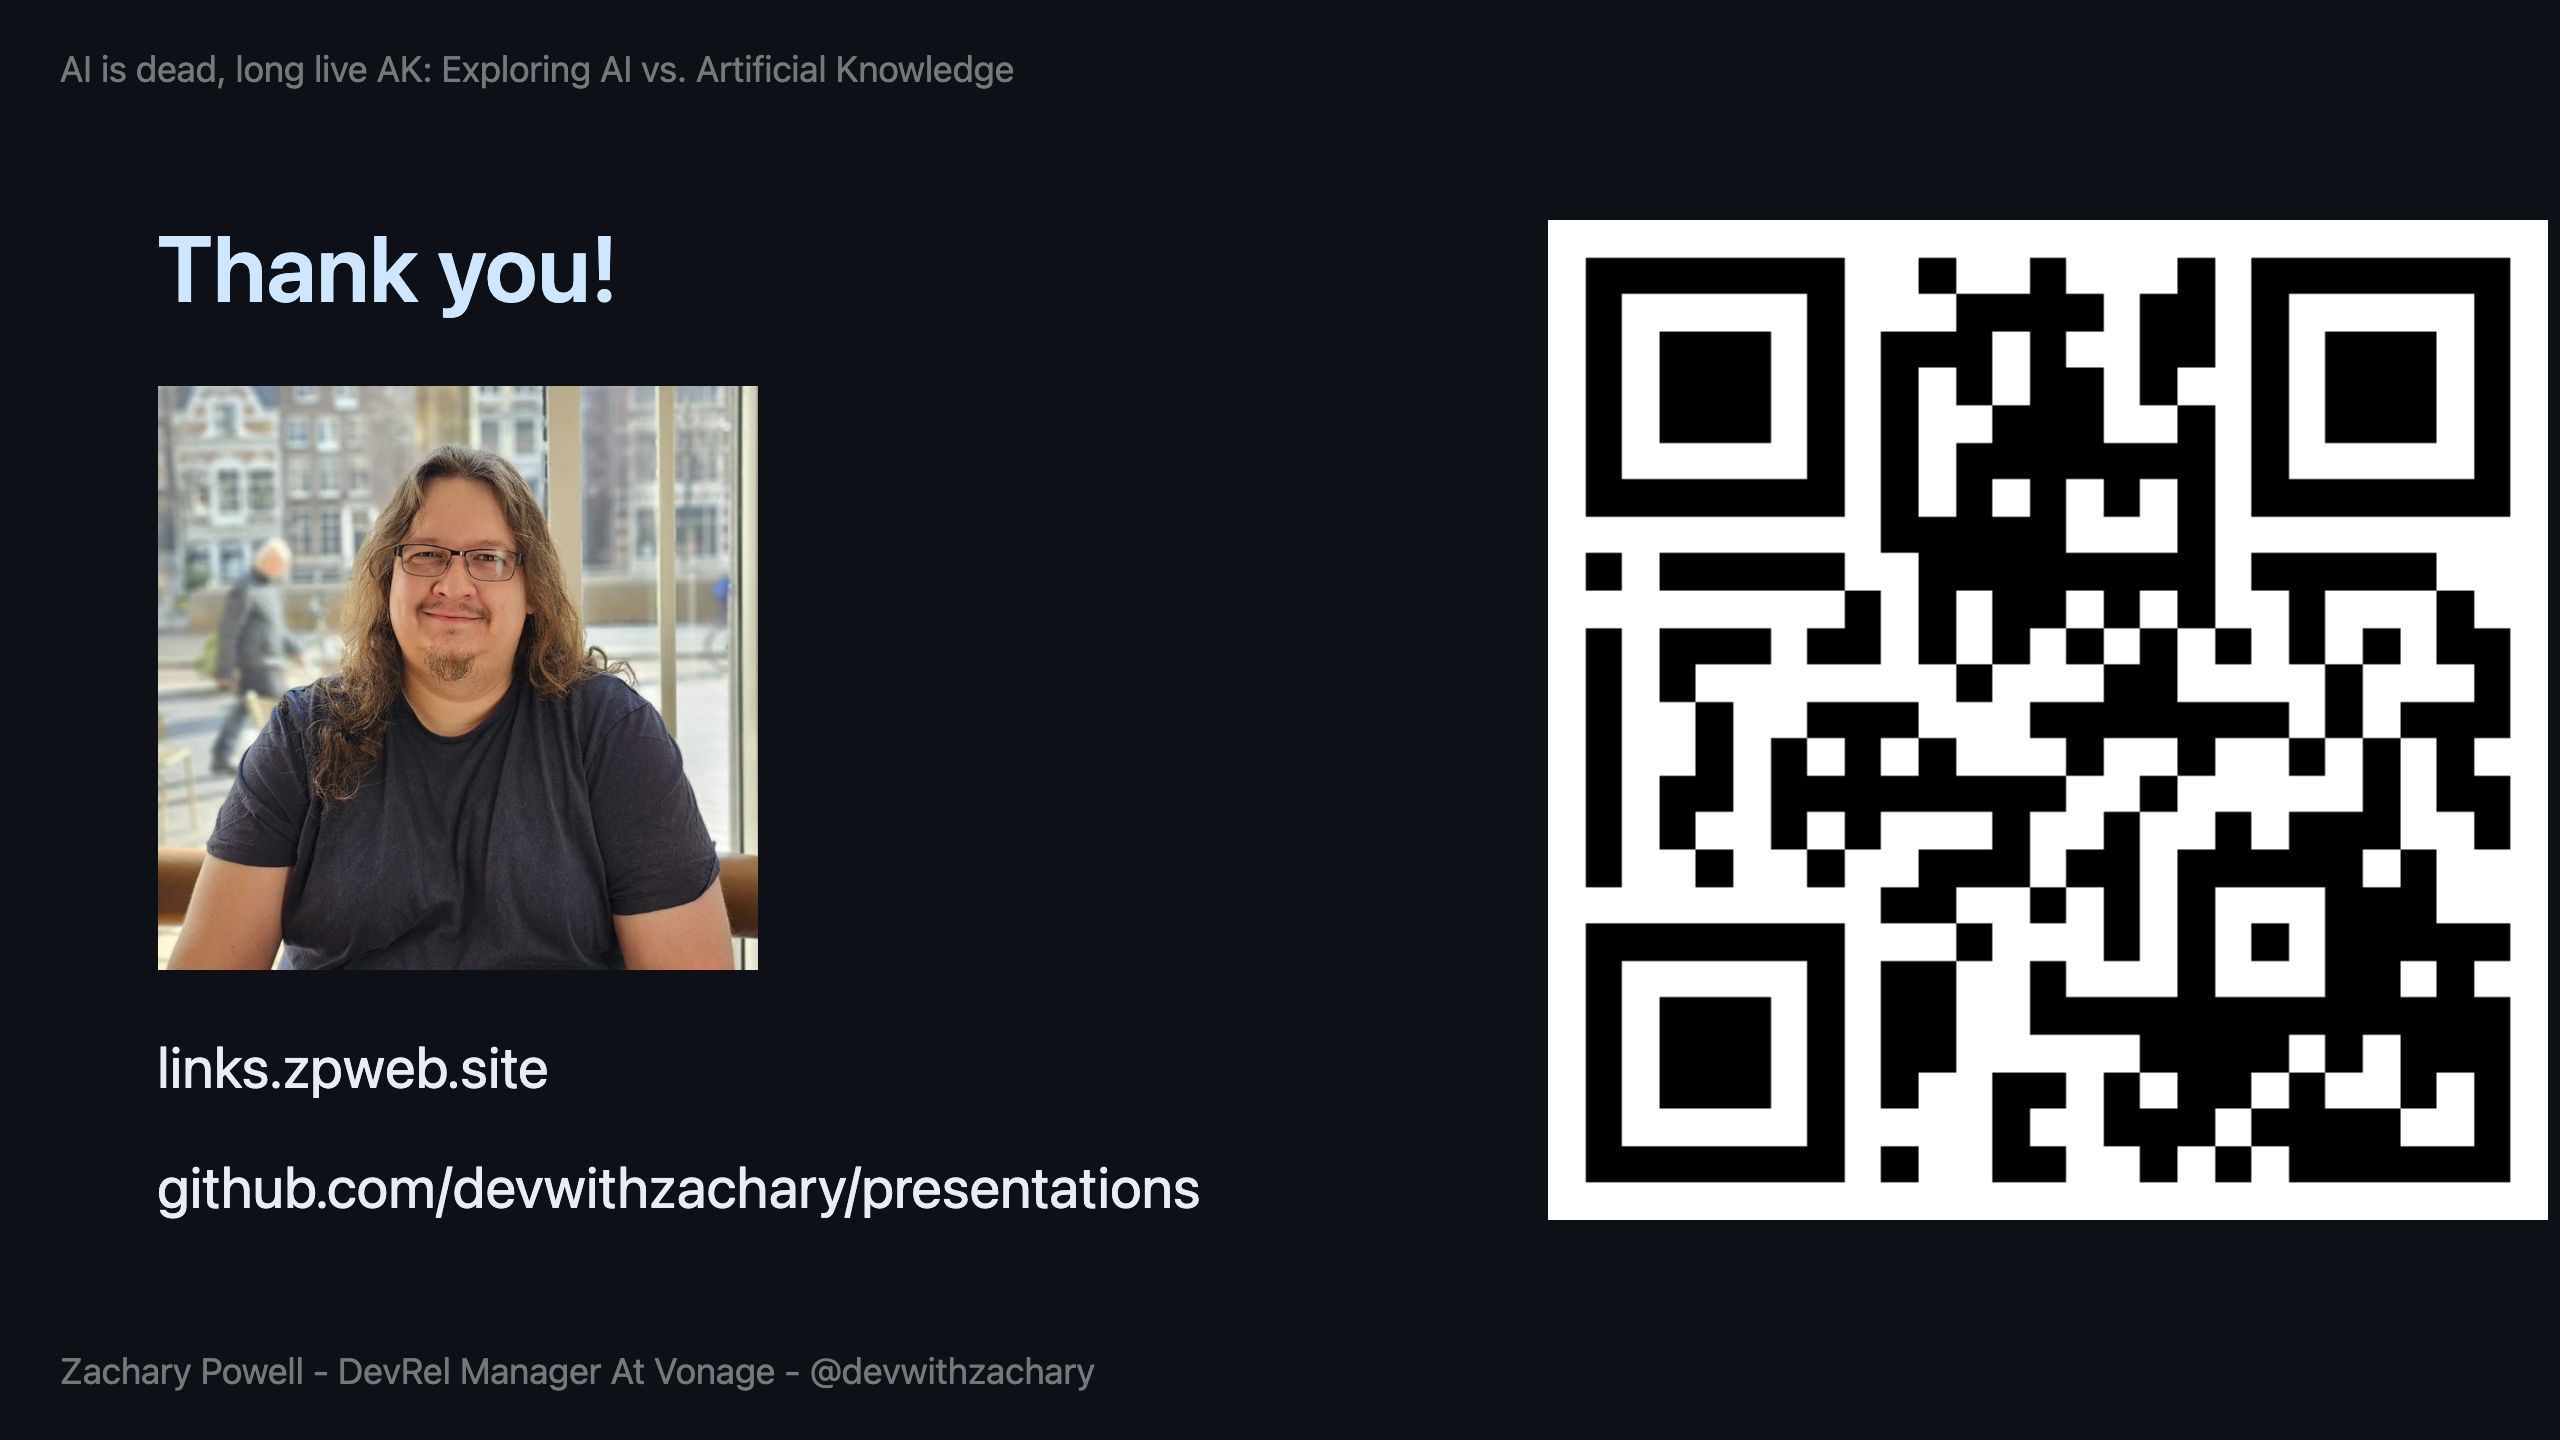 AI is dead, long live AK: Exploring AI vs. Artificial Knowledge
Thank you!
links.zpweb.site
github.com/devwithzachary/presentations
Zachary Powell - DevRel Manager At Vonage - @devwithzachary